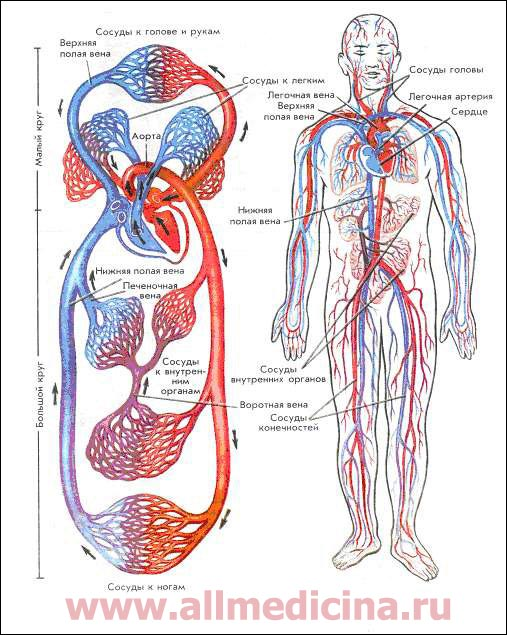 Сосуды к голове и рукам
Верхняя
полая вена
Сосуды к легким
Аорта
Малый круг
Нижняя полая вена
Печеночная
вена
Сосуды
к внутрен-
ним
органам
Воротная вена
Большой круг
Сосуды к ногам
Сосуды головы
Легочная вена
Верхняя
полая вена
Легочная артерия
Сердце
Нижняя
полая вена
Сосуды
внутренних органов
Сосуды
конечностей
www.allmedicina.ru